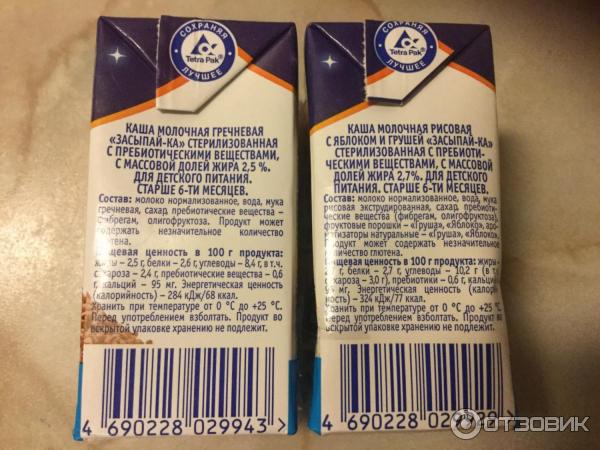 СОХРАНЯЯ
Tetra Pak®
ЛУЧШЕЕ
КАША МОЛОЧНАЯ ГРЕЧНЕВАЯ
«ЗАСЫПАЙ-КА» СТЕРИЛИЗОВАННАЯ
С ПРЕБИОТИЧЕСКИМИ ВЕЩЕСТВАМИ,
С МАССОВОЙ ДОЛЕЙ ЖИРА 2,5 %.
ДЛЯ ДЕТСКОГО ПИТАНИЯ.
СТАРШЕ 6-ТИ МЕСЯЦЕВ.
Состав: молоко нормализованное, вода, мука
гречневая, сахар, пребиотические вещества –
фибрегам, олигофруктоза. Продукт может
содержать незначительное количество
глютена.
Пищевая ценность в 100 г продукта:
жиры – 2,5 г, белки – 2,6 г, углеводы – 8,4 г, в т.ч.
сахароза – 2,4 г, пребиотические вещества – 0,6
г, кальций – 95 мг. Энергетическая ценность
(калорийность) – 284 кДж/68 ккал.
Хранить при температуре от 0 °С до +25 °С.
Перед употреблением взболтать. Продукт во
вскрытой упаковке хранению не подлежит.
4 690228 029943 >
СОХРАНЯЯ
Tetra Pak®
ЛУЧШЕЕ
КАША МОЛОЧНАЯ РИСОВАЯ
С ЯБЛОКОМ И ГРУШЕЙ «ЗАСЫПАЙ-КА»
СТЕРИЛИЗОВАННАЯ С ПРЕБИОТИ-
ЧЕСКИМИ ВЕЩЕСТВАМИ, С МАССОВОЙ
ДОЛЕЙ ЖИРА 2,7%. ДЛЯ ДЕТСКОГО
ПИТАНИЯ. СТАРШЕ 6-ТИ МЕСЯЦЕВ.
Состав: молоко нормализованное, вода, мука
рисовая экструдированная, сахар, пребиоти-
ческие вещества (фибрегам, олигофруктоза),
фруктовые порошки – «Груша», «Яблоко», аро-
матизаторы натуральные – «Груша», «Яблоко».
Продукт может содержать незначительное
количество глютена.
Пищевая ценность в 100 г продукта: жиры –
г, белки – 2,7 г, углеводы – 10,2 г (в т.ч.
сахароза – 3,0 г), пребиотики – 0,6 г, кальций –
мг. Энергетическая ценность (калорий-
ность) – 324 кДж/77 ккал.
Хранить при температуре от 0 °С до +25 °С.
Перед употреблением взболтать. Продукт во
вскрытой упаковке хранению не подлежит.
4 690228 029
ОТЗОВИК